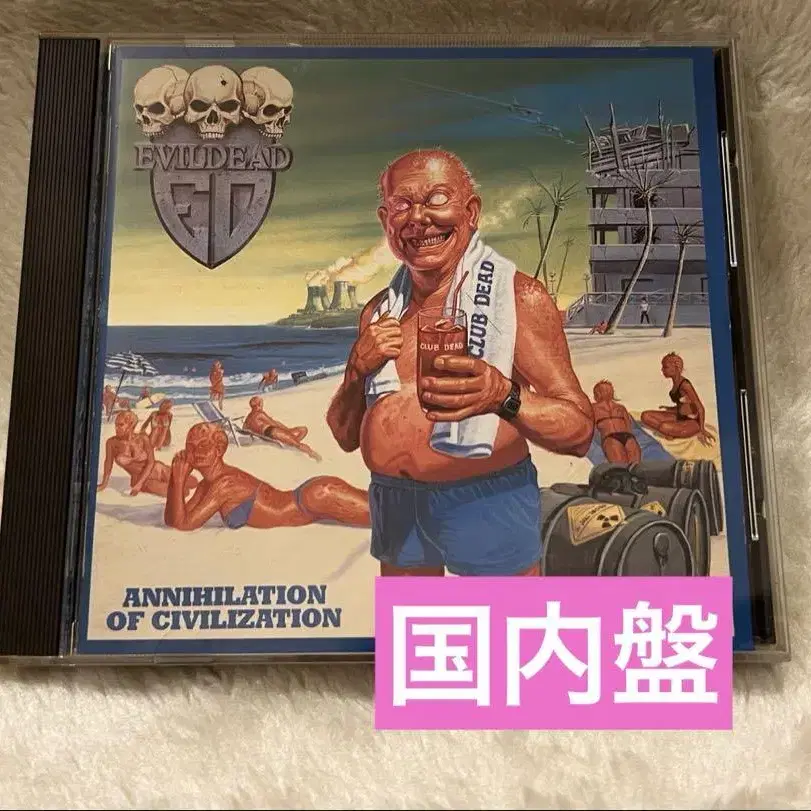 EVILDEAD
ED
CLUB DEAD
CLUB DEAD
ANNIHILATION
OF CIVILIZATION
国内盤